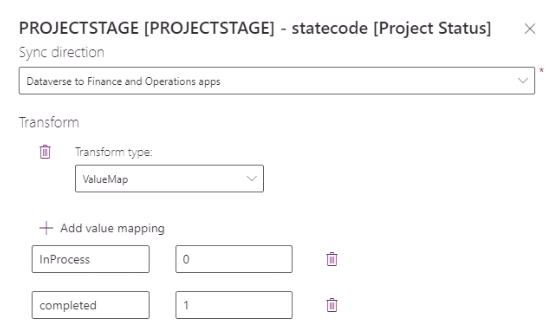 PROJECTSTAGE [PROJECTSTAGE] - statecode [Project Status]
Sync direction
Dataverse to Finance and Operations apps
*
Transform
Transform type:
ValueMap
Add value mapping
InProcess 0
completed 1